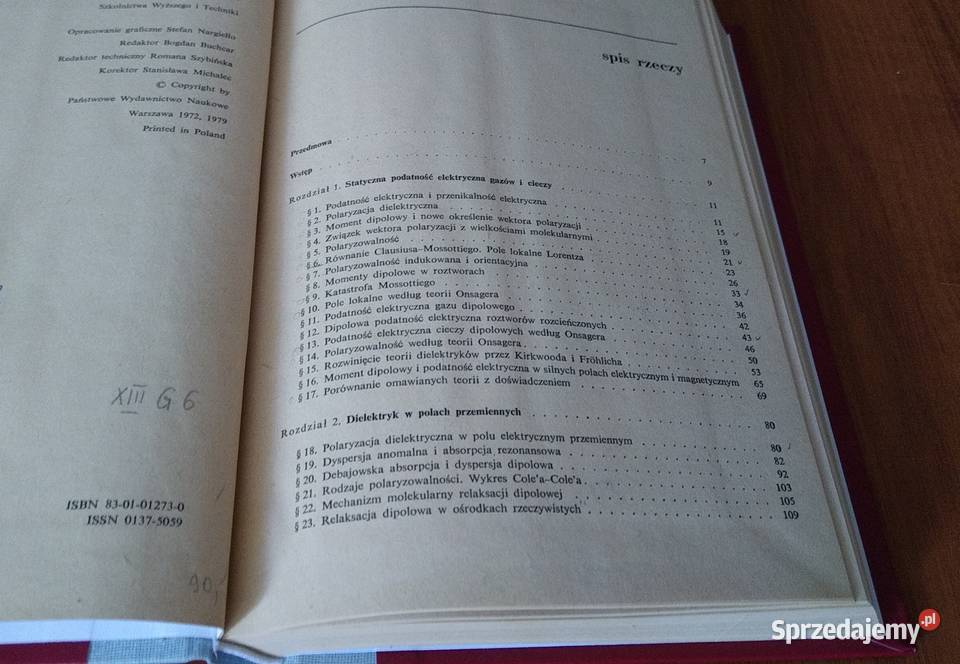 Szkolnictwa Wyższego i Techniki
Opracowanie graficzne Stefan Nargiełło
Redaktor Bogdan Buchcar
Redaktor techniczny Romana Szybińska
Korektor Stanisława Michalec
© Copyright by
Państwowe Wydawnictwo Naukowe
Warszawa 1972, 1979
Printed in Poland
XIII G 6
ISBN 83-01-01273-0
ISSN 0137-5059
90,
spis rzeczy
Przedmowa 7
Wstęp 9
Rozdział 1. Statyczna podatność elektryczna gazów i cieczy 11
§ 1. Podatność elektryczna i przenikalność elektryczna 11
§ 2. Polaryzacja dielektryczna 15
§ 3. Moment dipolowy i nowe określenie wektora polaryzacji 18
§ 4. Związek wektora polaryzacji z wielkościami molekularnymi 19
§ 5. Polaryzowalność 21
§ 6. Równanie Clausiusa–Mossottiego. Pole lokalne Lorentza 23
§ 7. Polaryzowalność indukowana i orientacyjna 26
§ 8. Momenty dipolowe w roztworach 33
§ 9. Katastrofa Mossottiego 34
§ 10. Pole lokalne według teorii Onsagera 36
§ 11. Podatność elektryczna gazu dipolowego 42
§ 12. Dipolowa podatność elektryczna roztworów rozcieńczonych 43
§ 13. Podatność elektryczna cieczy dipolowych według Onsagera 46
§ 14. Polaryzowalność według teorii Onsagera 50
§ 15. Rozwinięcie teorii dielektryków przez Kirkwooda i Fröhlicha 53
§ 16. Moment dipolowy i podatność elektryczna w silnych polach elektrycznym i magnetycznym 65
§ 17. Porównanie omawianych teorii z doświadczeniem 69
Rozdział 2. Dielektryk w polach przemiennych 80
§ 18. Polaryzacja dielektryczna w polu elektrycznym przemiennym 80
§ 19. Dyspersja anomalna i absorpcja rezonansowa 82
§ 20. Debajowska absorpcja i dyspersja dipolowa 92
§ 21. Rodzaje polaryzowalności. Wykres Cole'a–Cole'a 103
§ 22. Mechanizm molekularny relaksacji dipolowej 105
§ 23. Relaksacja dipolowa w ośrodkach rzeczywistych 109
Sprzedajemy.pl